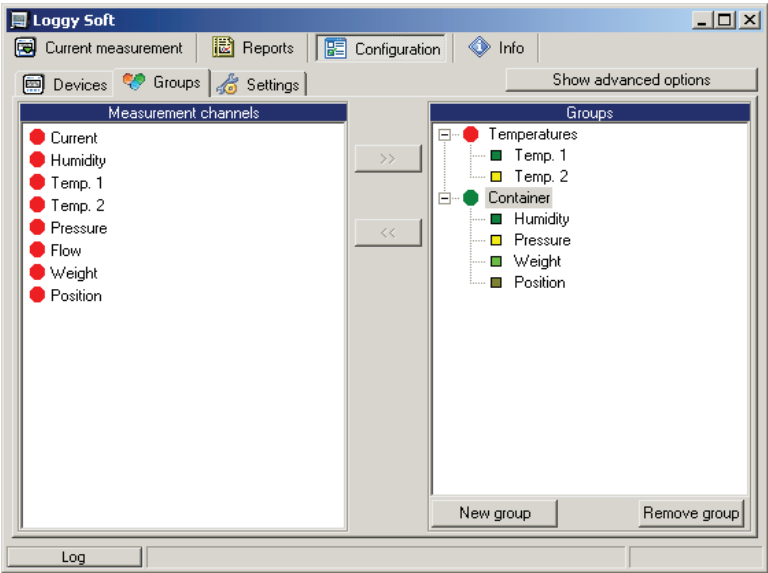 Loggy Soft
Current measurement Reports Configuration Info
Devices Groups Settings Show advanced options
Measurement channels
Current
Humidity
Temp. 1
Temp. 2
Pressure
Flow
Weight
Position
>>
<<
Groups
Temperatures
Temp. 1
Temp. 2
Container
Humidity
Pressure
Weight
Position
New group Remove group
Log